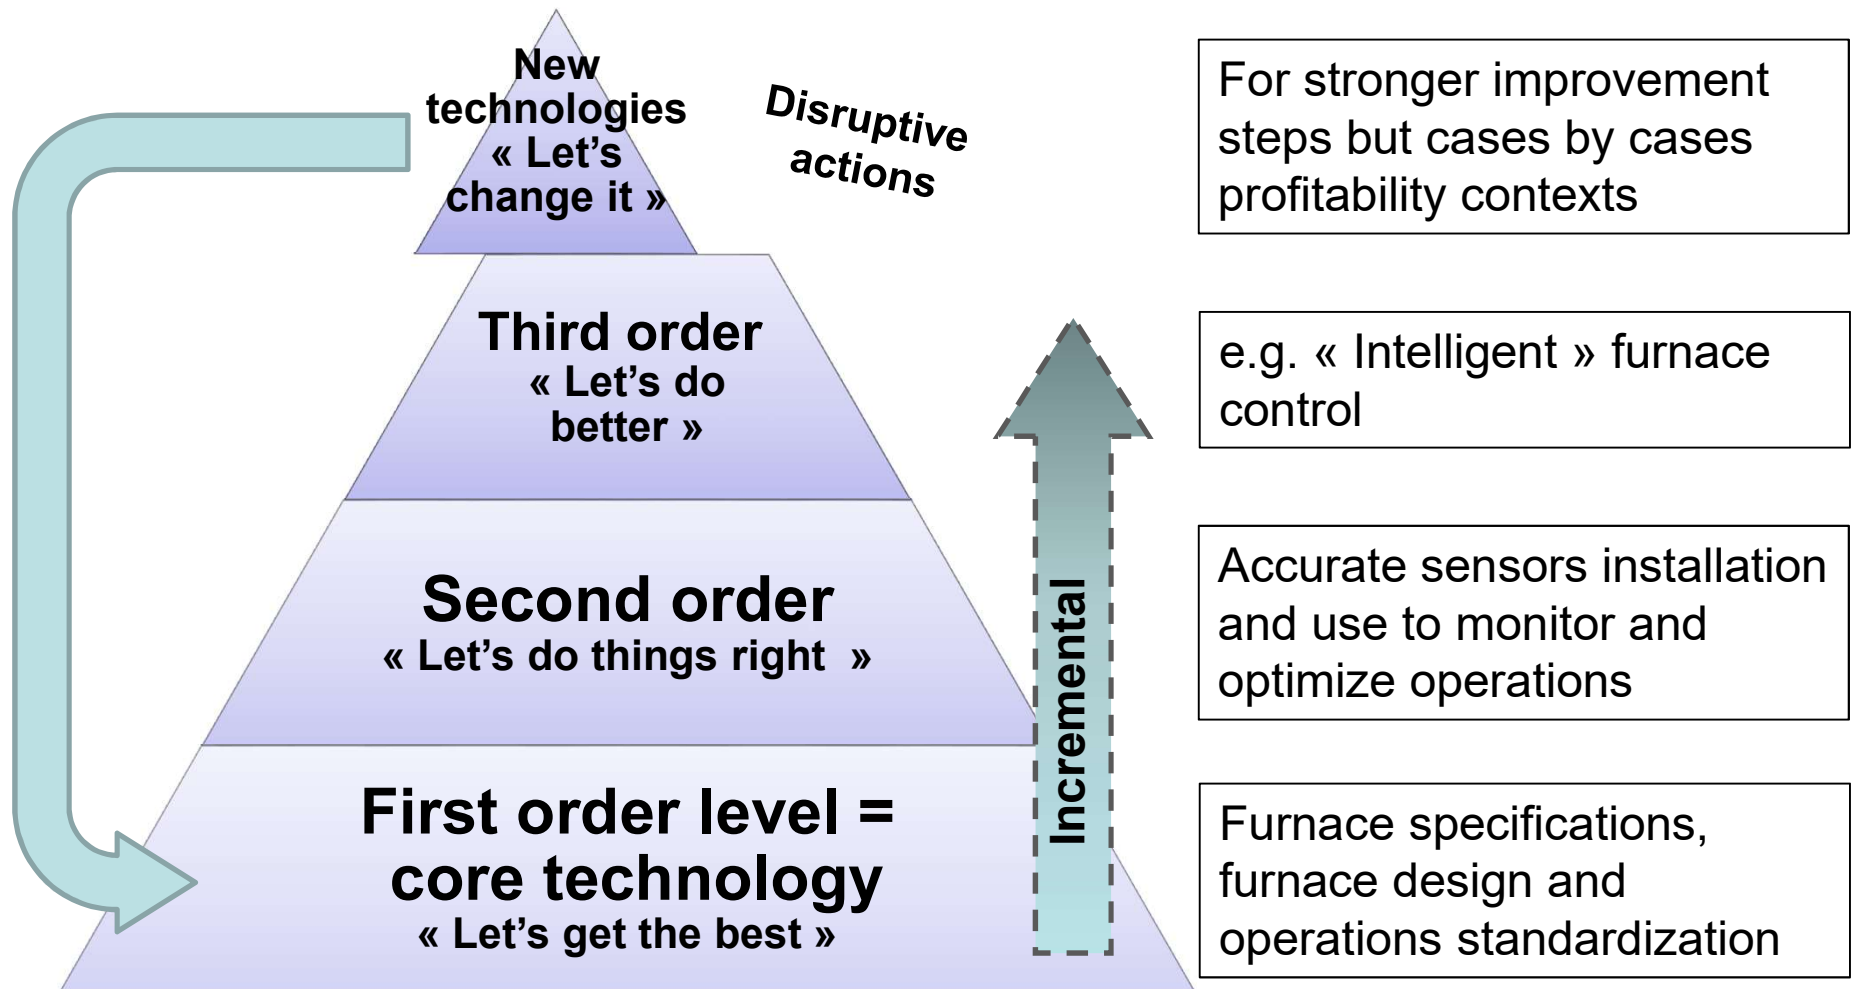 New
technologies
« Let’s
change it »
Disruptive
actions
For stronger improvement
steps but cases by cases
profitability contexts
Third order
« Let’s do
better »
e.g. « Intelligent » furnace
control
Second order
« Let’s do things right  »
Accurate sensors installation
and use to monitor and
optimize operations
Incremental
First order level =
core technology
« Let’s get the best »
Furnace specifications,
furnace design and
operations standardization